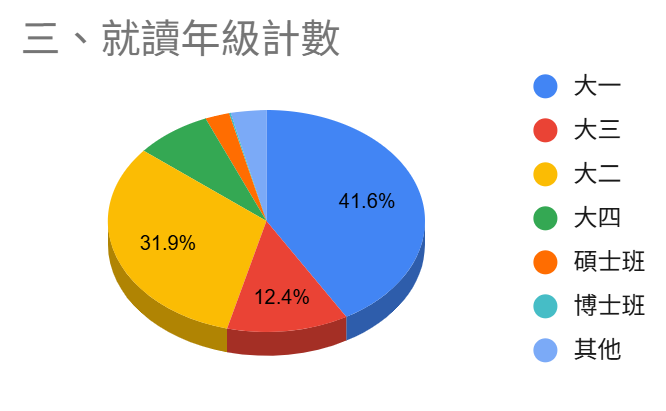 三、就讀年級計數
大一
大三
大二
大四
碩士班
博士班
其他
41.6%
31.9%
12.4%